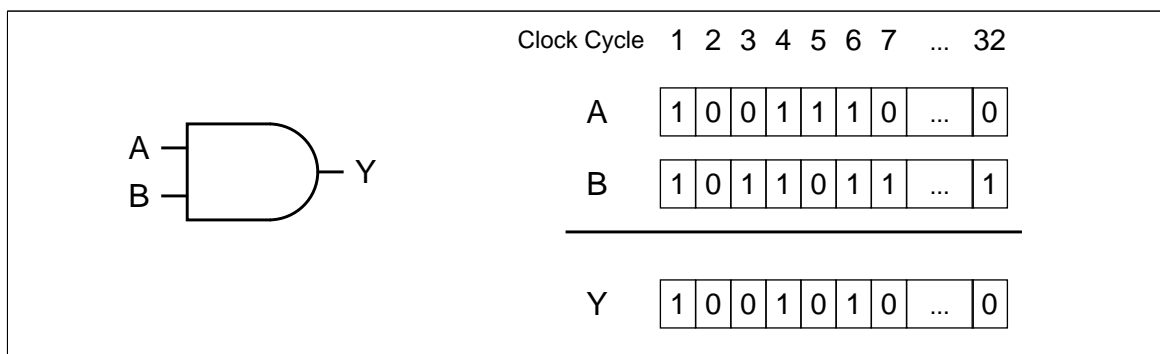 Clock Cycle 1 2 3 4 5 6 7 ... 32
A 1 0 0 1 1 1 0 ... 0
A
Y
B
B 1 0 1 1 0 1 1 ... 1
Y 1 0 0 1 0 1 0 ... 0